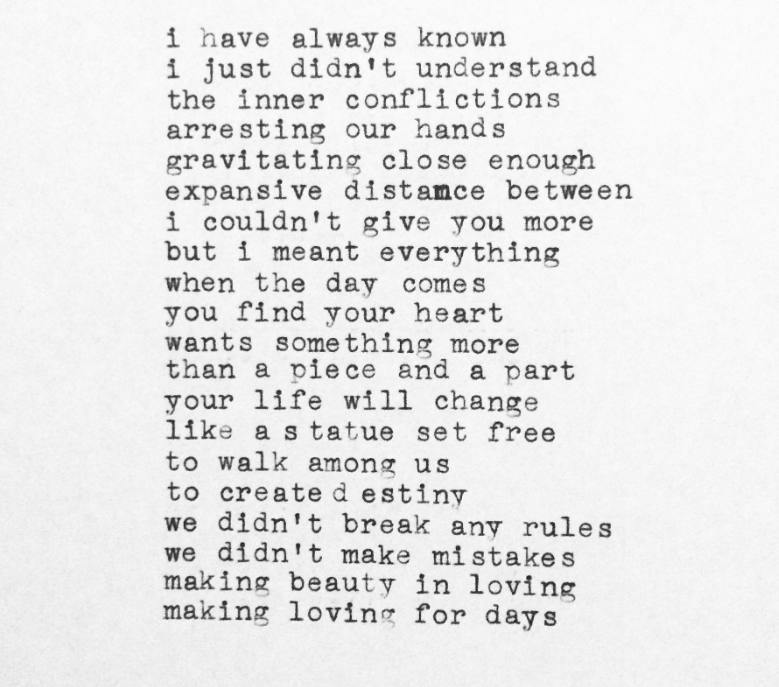 i have always known
i just didn't understand
the inner conflictions
arresting our hands
gravitating close enough
expansive distance between
i couldn't give you more
but i meant everything
when the day comes
you find your heart
wants something more
than a piece and a part
your life will change
like a statue set free
to walk among us
to create destiny
we didn't break any rules
we didn't make mistakes
making beauty in loving
making loving for days